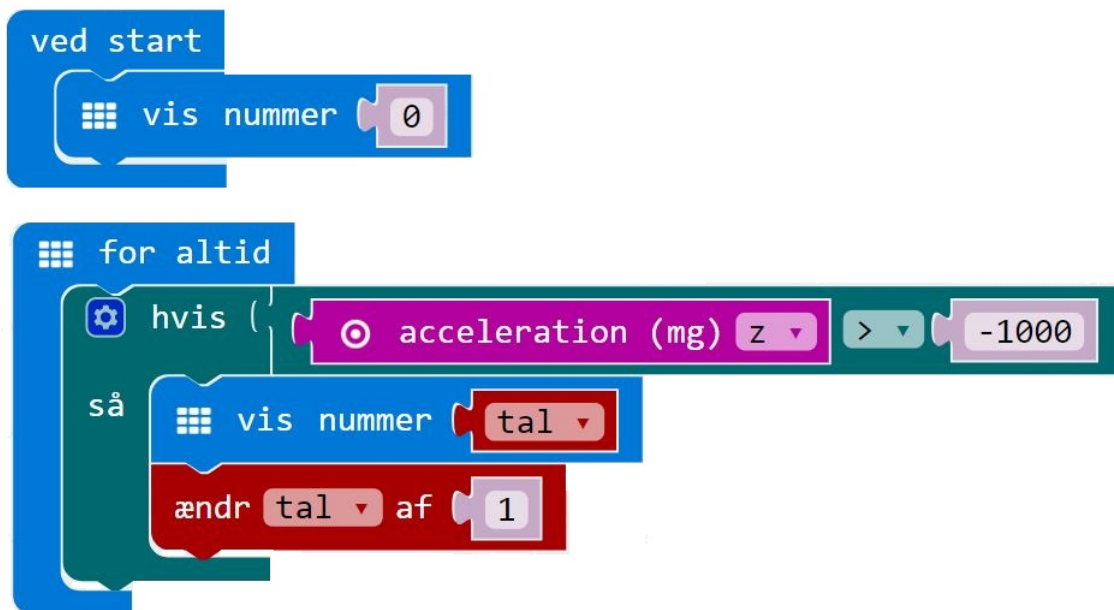 ved start
vis nummer 0
for altid
hvis ( acceleration (mg) z > -1000
så
vis nummer tal
ændr tal af 1